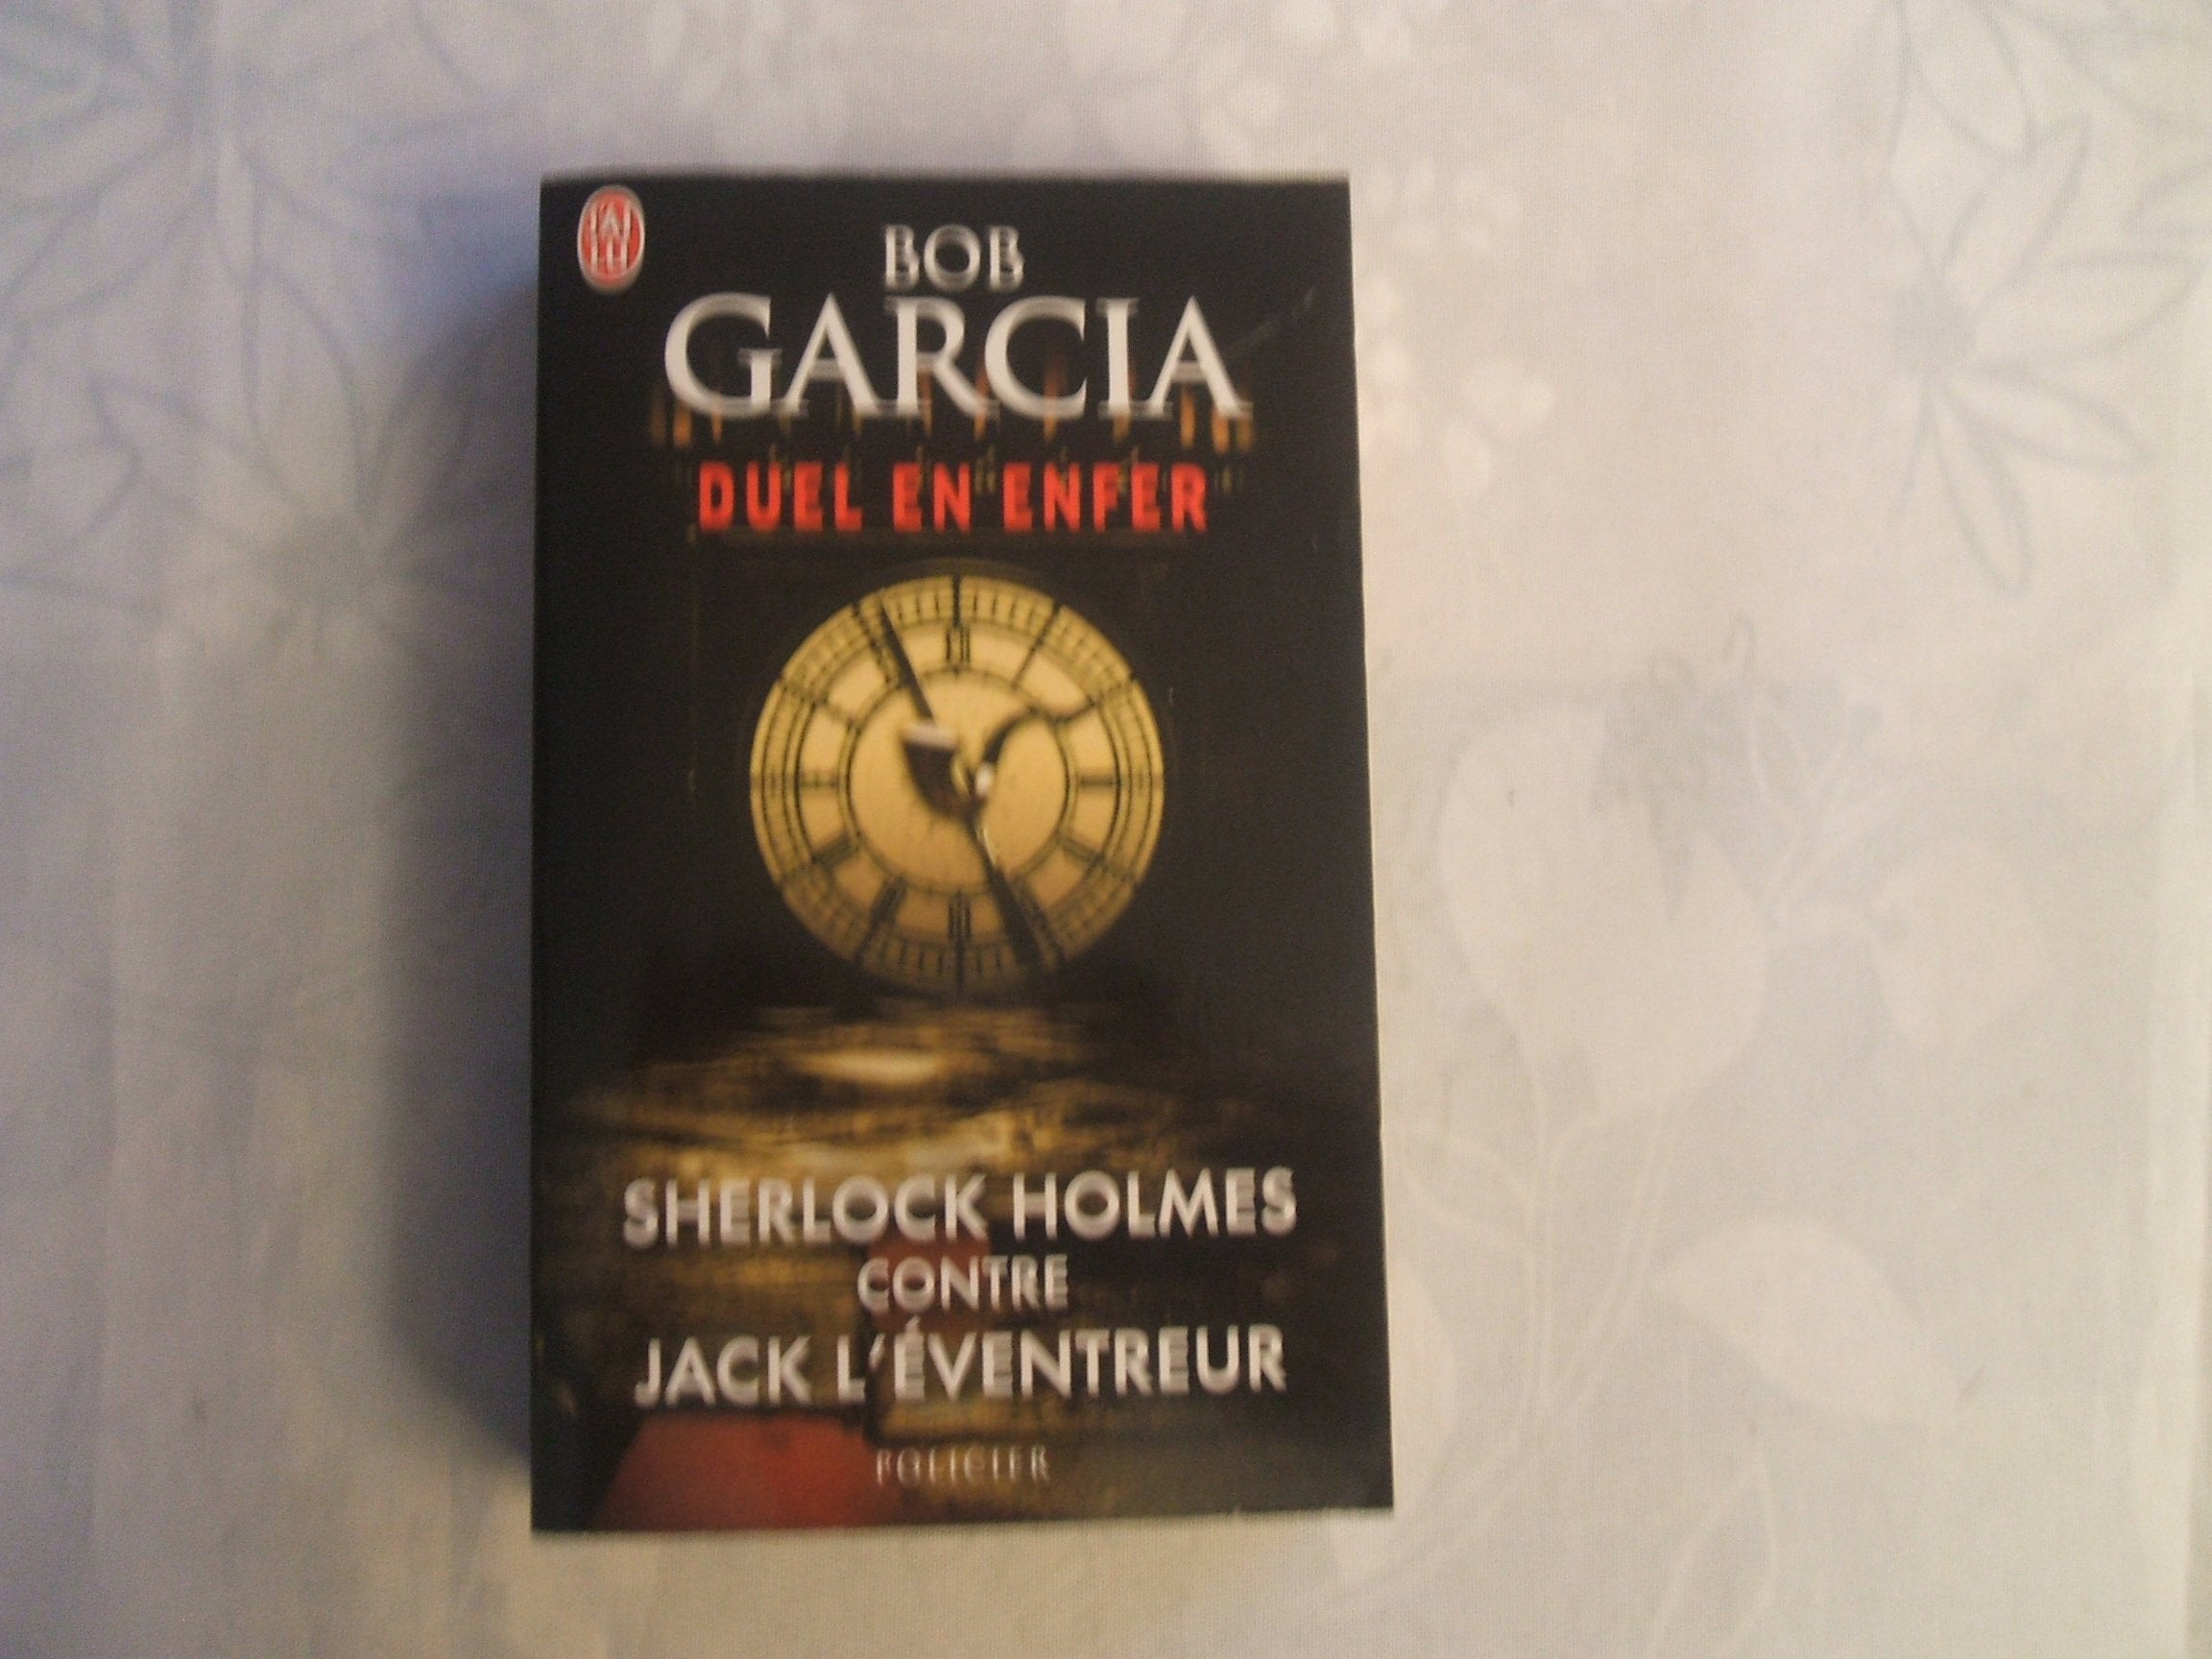 J'AI
LU
BOB
GARCIA
DUEL EN ENFER
SHERLOCK HOLMES
CONTRE
JACK L'ÉVENTREUR
POLICIER